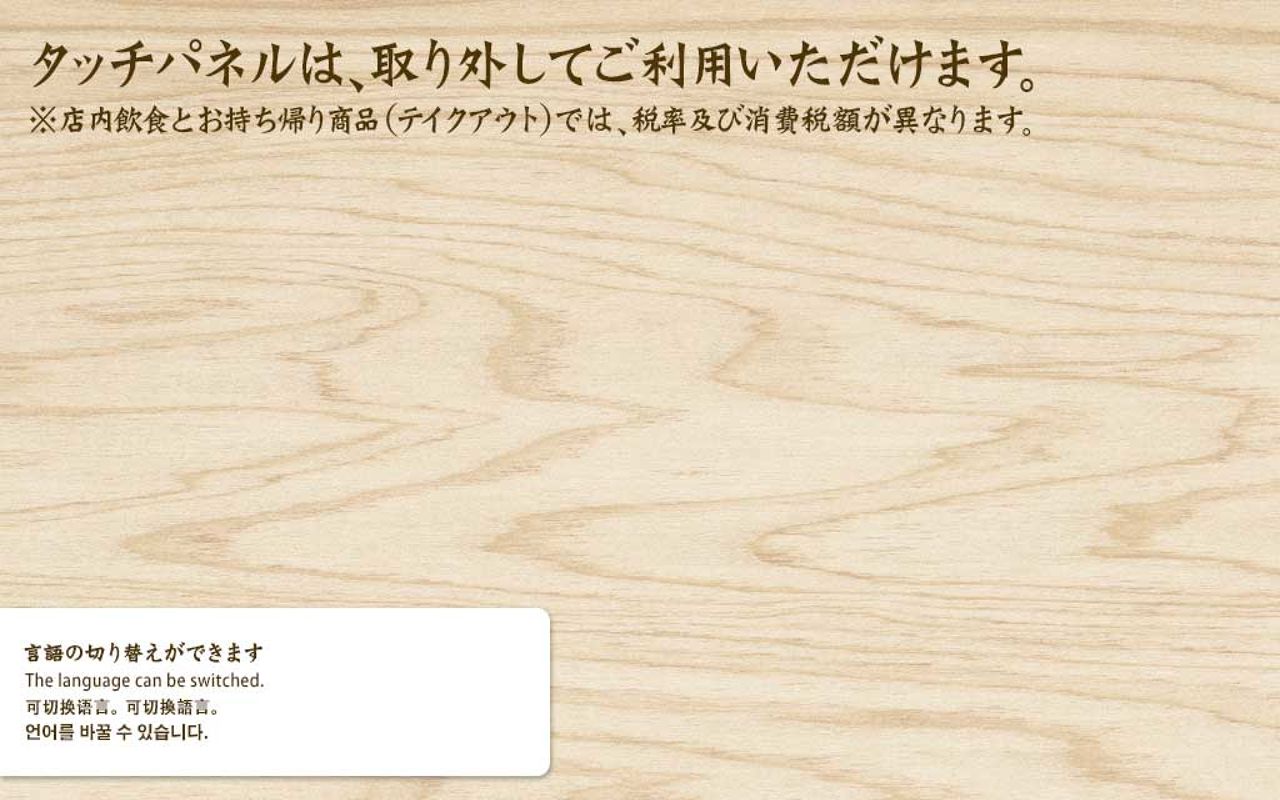 タッチパネルは、取り外してご利用いただけます。
※店内飲食とお持ち帰り商品(テイクアウト)では、税率及び消費税額が異なります。
言語の切り替えができます
The language can be switched.
可切换语言。可切換語言。
언어를 바꿀 수 있습니다.